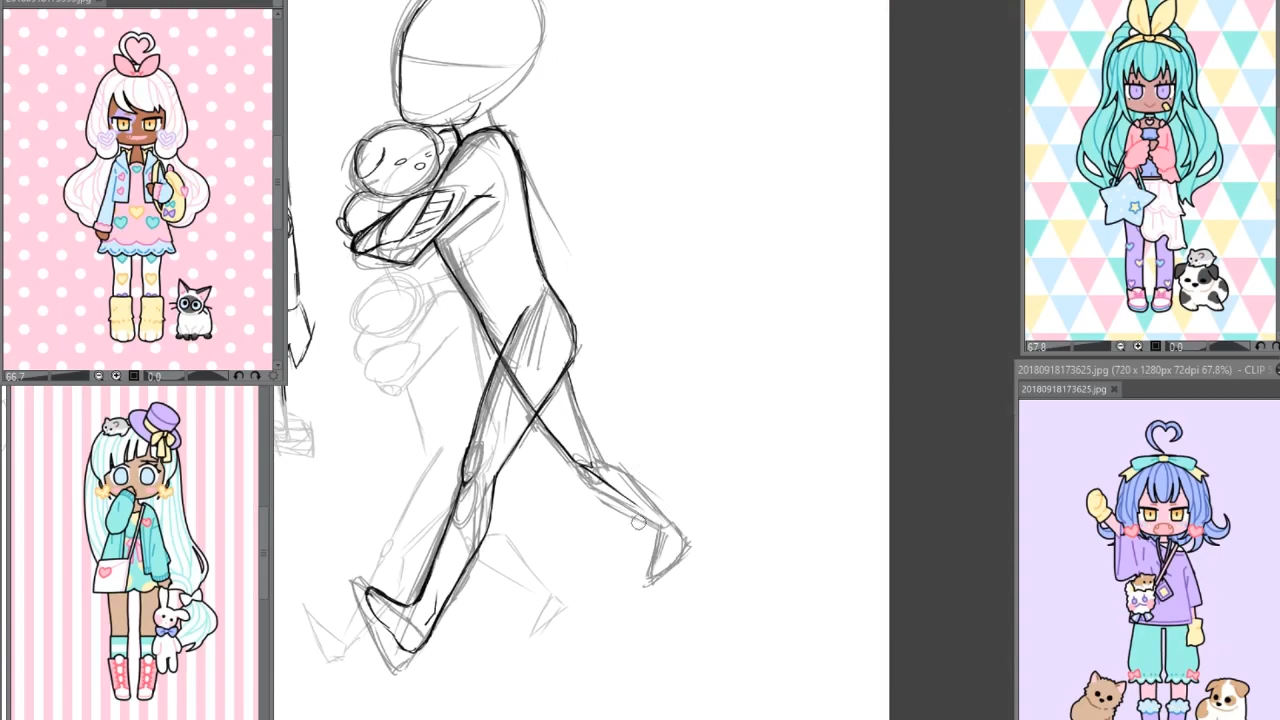 66.7
0.0
67.8
0.0
20180918173625.jpg (720 x 1280px 72dpi 67.8%) - CLIP S
20180918173625.jpg